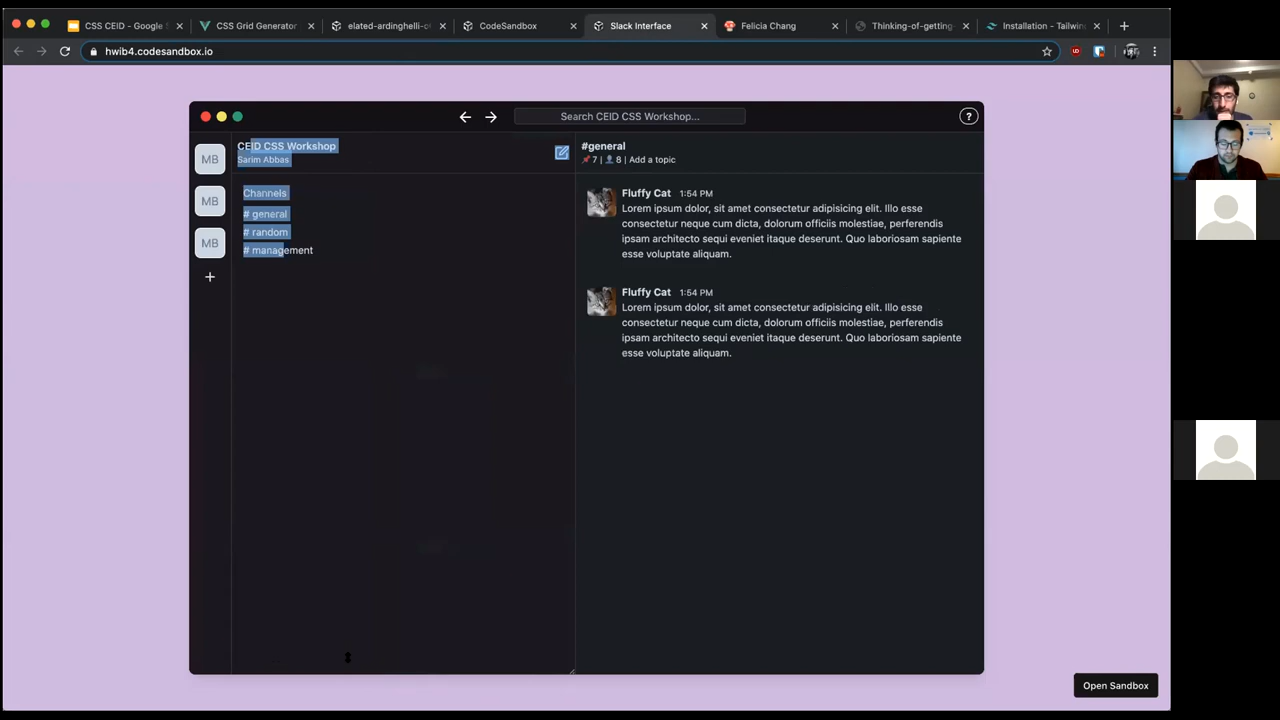 CSS CEID - Google S
CSS Grid Generator
elated-ardinghelli-c
CodeSandbox
Slack Interface
Felicia Chang
Thinking-of-getting-
Installation - Tailwin
hwib4.codesandbox.io
Search CEID CSS Workshop...
?
MB
MB
MB
+
CEID CSS Workshop
Sarim Abbas
Channels
# general
# random
# management
#general
7 | 8 | Add a topic
Fluffy Cat 1:54 PM
Lorem ipsum dolor, sit amet consectetur adipisicing elit. Illo esse
consectetur neque cum dicta, dolorum officiis molestiae, perferendis
ipsam architecto sequi eveniet itaque deserunt. Quo laboriosam sapiente
esse voluptate aliquam.
Fluffy Cat 1:54 PM
Lorem ipsum dolor, sit amet consectetur adipisicing elit. Illo esse
consectetur neque cum dicta, dolorum officiis molestiae, perferendis
ipsam architecto sequi eveniet itaque deserunt. Quo laboriosam sapiente
esse voluptate aliquam.
Open Sandbox